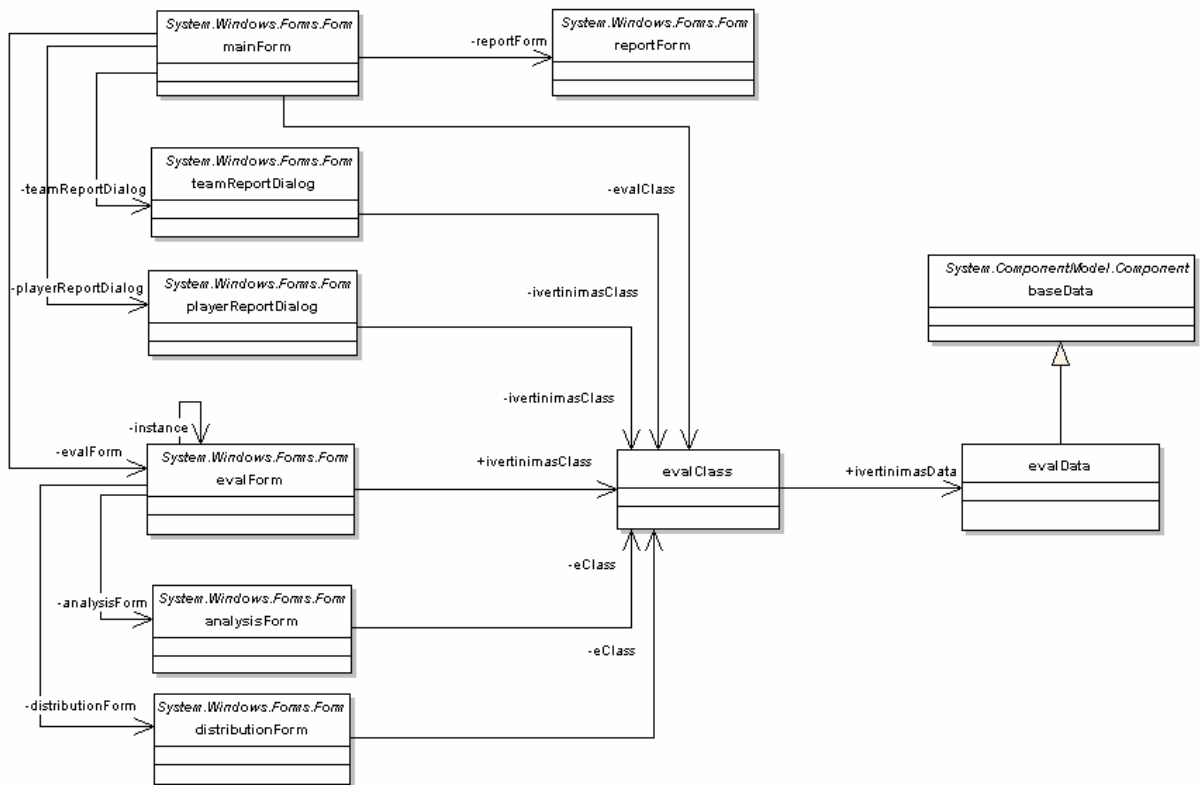 System.Windows.Forms.Form
mainForm
System.Windows.Forms.Form
reportForm
-reportForm
System.Windows.Forms.Form
teamReportDialog
-teamReportDialog
-evalClass
System.Windows.Forms.Form
playerReportDialog
-playerReportDialog
-ivertinimasClass
System.ComponentModel.Component
baseData
-ivertinimasClass
-instance
-evalForm
System.Windows.Forms.Form
evalForm
+ivertinimasClass
evalClass
+ivertinimasData
evalData
-eClass
-analysisForm
System.Windows.Forms.Form
analysisForm
-eClass
-distributionForm
System.Windows.Forms.Form
distributionForm